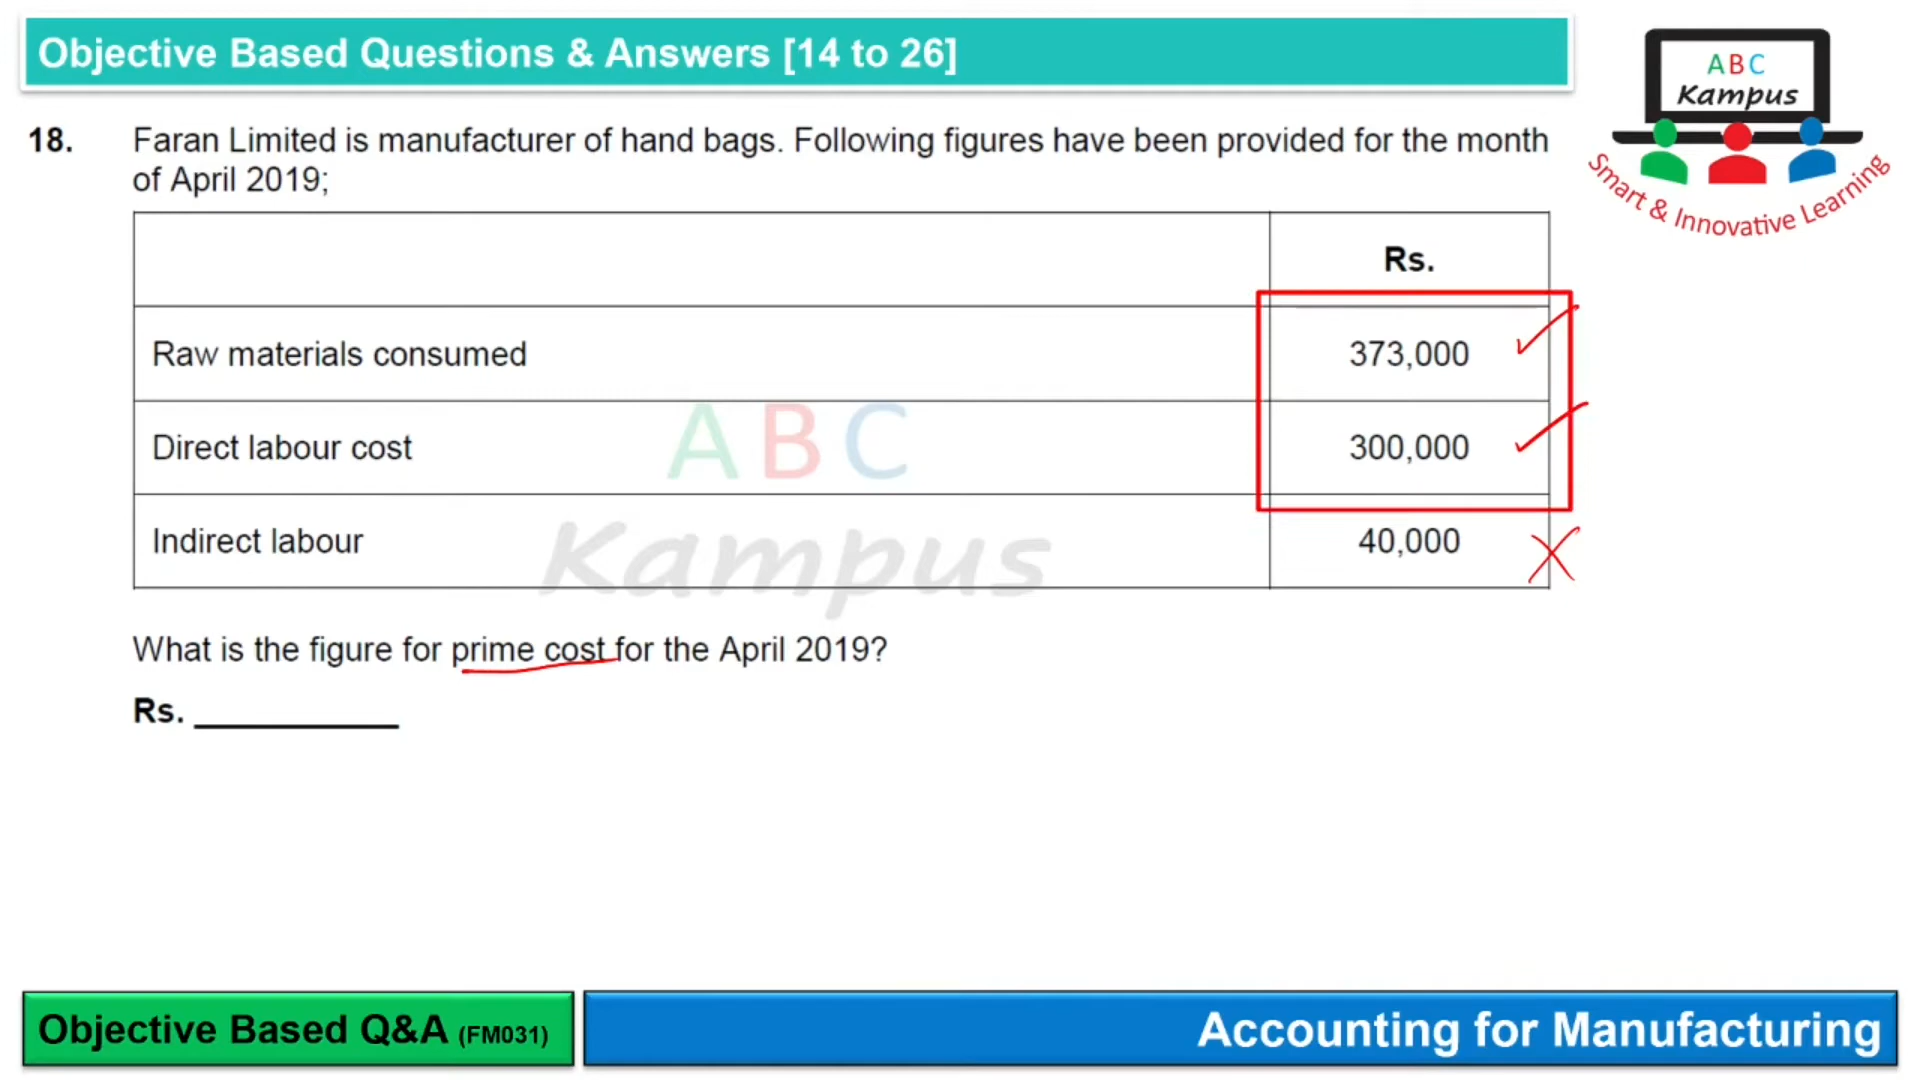 Objective Based Questions & Answers [14 to 26]
ABC
Kampus
Smart & Innovative Learning
18. Faran Limited is manufacturer of hand bags. Following figures have been provided for the month
of April 2019;
Rs.
Raw materials consumed 373,000
Direct labour cost 300,000
Indirect labour 40,000
ABC
Kampus
What is the figure for prime cost for the April 2019?
Rs. __________
Objective Based Q&A (FM031)
Accounting for Manufacturing